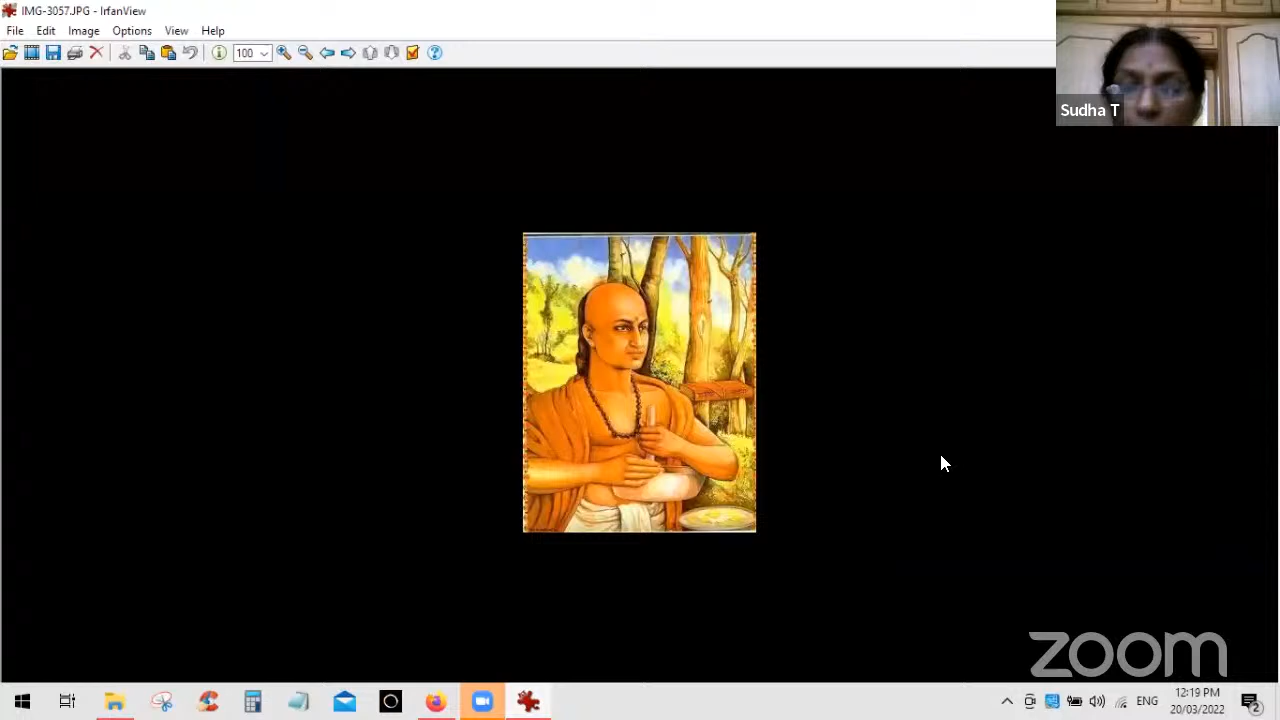 IMG-3057.JPG - IrfanView
File Edit Image Options View Help
100
Sudha T
zoom
ENG
12:19 PM
20/03/2022
2